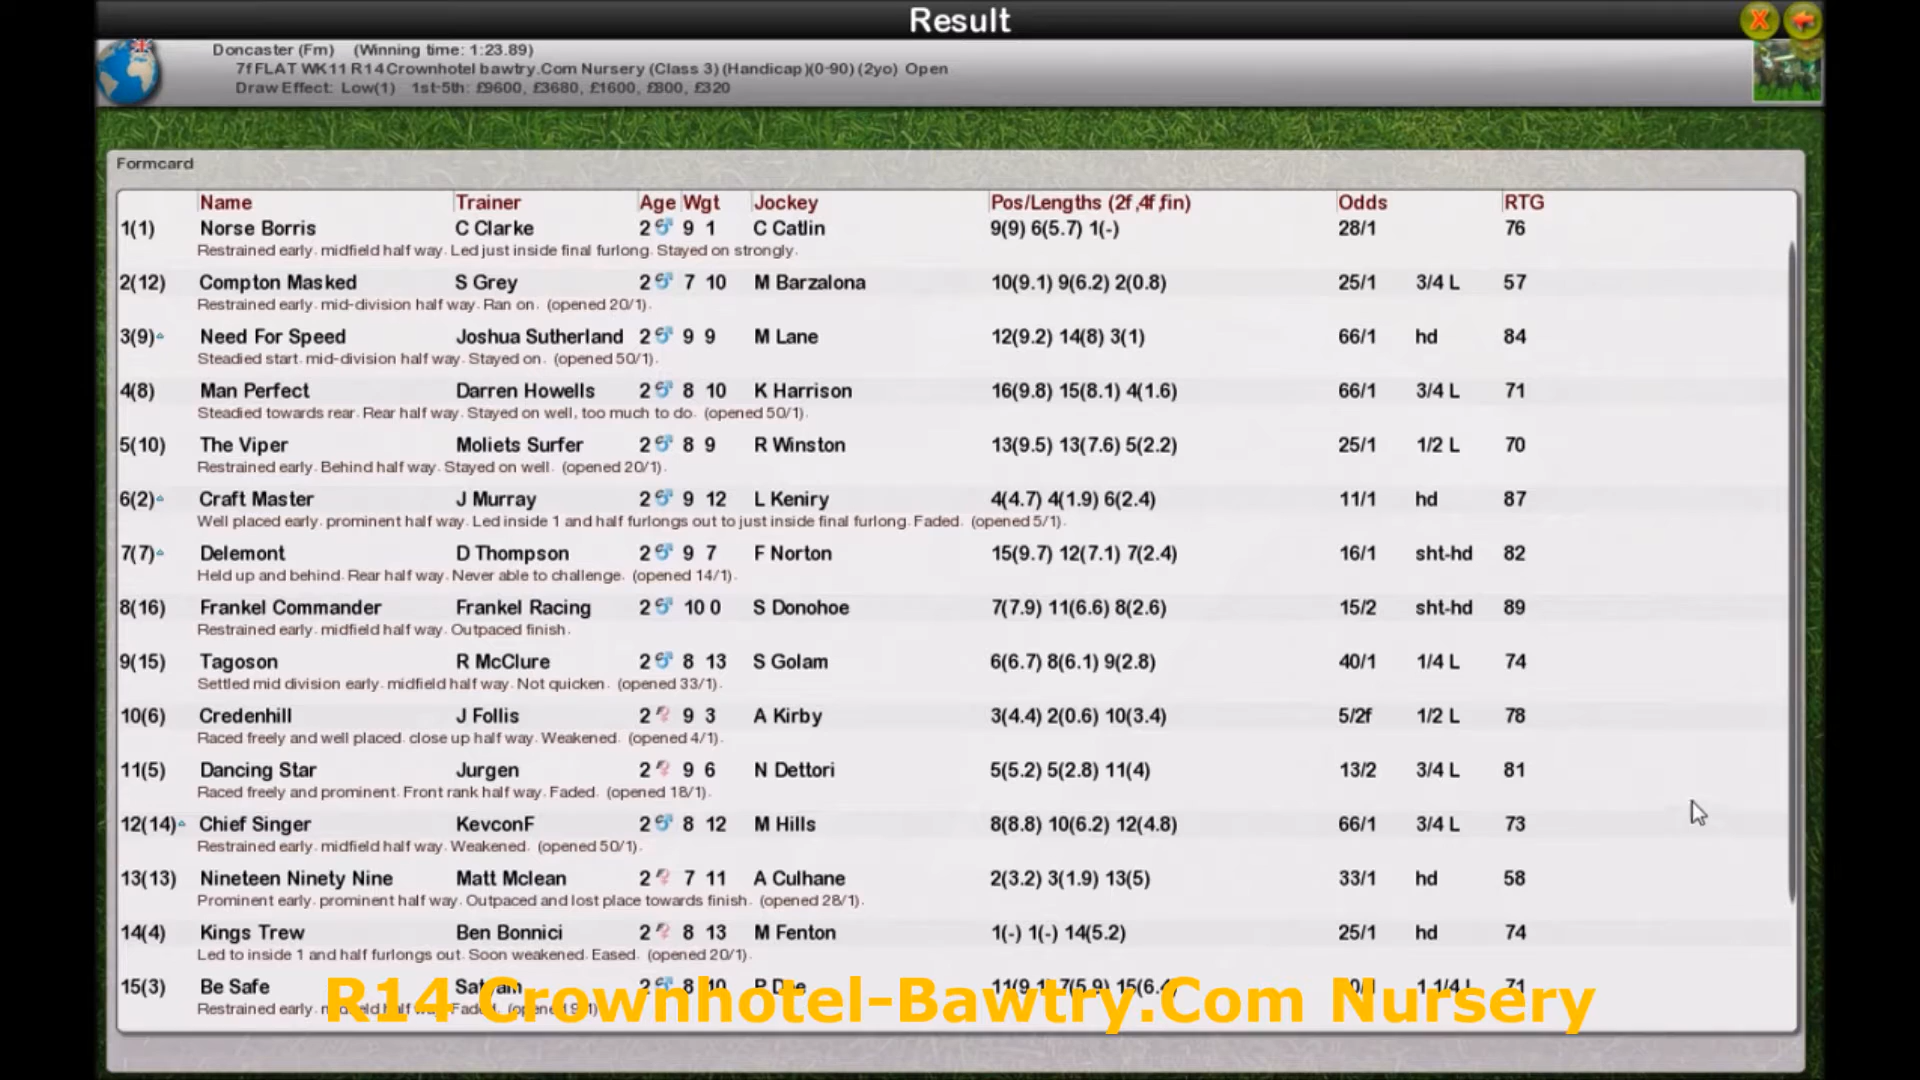 Result
Doncaster (Fm) (Winning time: 1:23.89)
7f FLAT WK11 R14 Crownhotel bawtry.Com Nursery (Class 3) (Handicap)(0-90) (2yo) Open
Draw Effect: Low(1) 1st-5th: £9600, £3680, £1600, £800, £320
Formcard
Name Trainer Age Wgt Jockey Pos/Lengths (2f,4f,fin) Odds RTG
1(1) Norse Borris C Clarke 2 9 1 C Catlin 9(9) 6(5.7) 1(-) 28/1 76
Restrained early. midfield half way. Led just inside final furlong. Stayed on strongly.
2(12) Compton Masked S Grey 2 7 10 M Barzalona 10(9.1) 9(6.2) 2(0.8) 25/1 3/4 L 57
Restrained early. mid-division half way. Ran on. (opened 20/1).
3(9) Need For Speed Joshua Sutherland 2 9 9 M Lane 12(9.2) 14(8) 3(1) 66/1 hd 84
Steadied start. mid-division half way. Stayed on. (opened 50/1).
4(8) Man Perfect Darren Howells 2 8 10 K Harrison 16(9.8) 15(8.1) 4(1.6) 66/1 3/4 L 71
Steadied towards rear. Rear half way. Stayed on well, too much to do. (opened 50/1).
5(10) The Viper Moliets Surfer 2 8 9 R Winston 13(9.5) 13(7.6) 5(2.2) 25/1 1/2 L 70
Restrained early. Behind half way. Stayed on well. (opened 20/1).
6(2) Craft Master J Murray 2 9 12 L Keniry 4(4.7) 4(1.9) 6(2.4) 11/1 hd 87
Well placed early. prominent half way. Led inside 1 and half furlongs out to just inside final furlong. Faded. (opened 5/1).
7(7) Delemont D Thompson 2 9 7 F Norton 15(9.7) 12(7.1) 7(2.4) 16/1 sht-hd 82
Held up and behind. Rear half way. Never able to challenge. (opened 14/1).
8(16) Frankel Commander Frankel Racing 2 10 0 S Donohoe 7(7.9) 11(6.6) 8(2.6) 15/2 sht-hd 89
Restrained early. midfield half way. Outpaced finish.
9(15) Tagoson R McClure 2 8 13 S Golam 6(6.7) 8(6.1) 9(2.8) 40/1 1/4 L 74
Settled mid division early. midfield half way. Not quicken. (opened 33/1).
10(6) Credenhill J Follis 2 9 3 A Kirby 3(4.4) 2(0.6) 10(3.4) 5/2f 1/2 L 78
Raced freely and well placed. close up half way. Weakened. (opened 4/1).
11(5) Dancing Star Jurgen 2 9 6 N Dettori 5(5.2) 5(2.8) 11(4) 13/2 3/4 L 81
Raced freely and prominent. Front rank half way. Faded. (opened 18/1).
12(14) Chief Singer KevconF 2 8 12 M Hills 8(8.8) 10(6.2) 12(4.8) 66/1 3/4 L 73
Restrained early. midfield half way. Weakened. (opened 50/1).
13(13) Nineteen Ninety Nine Matt Mclean 2 7 11 A Culhane 2(3.2) 3(1.9) 13(5) 33/1 hd 58
Prominent early. prominent half way. Outpaced and lost place towards finish. (opened 28/1).
14(4) Kings Trew Ben Bonnici 2 8 13 M Fenton 1(-) 1(-) 14(5.2) 25/1 hd 74
Led to inside 1 and half furlongs out. Soon weakened. Eased. (opened 20/1).
15(3) Be Safe 2 8 10 1 1/4 L 71
Restrained early. half way. Faded.
R14 Crownhotel-Bawtry.Com Nursery